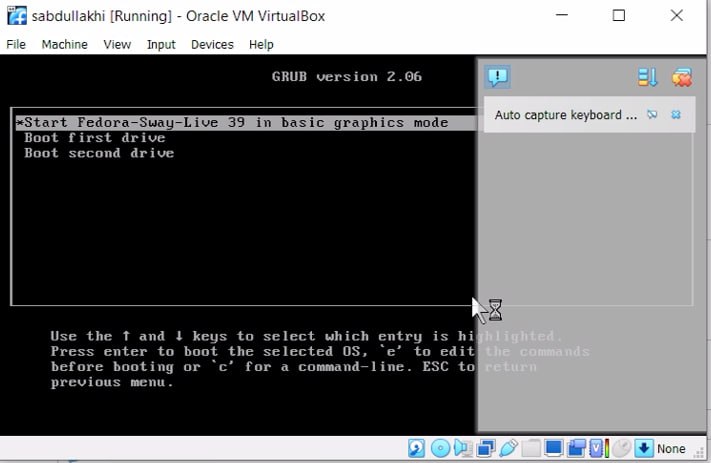 sabdullakhi [Running] - Oracle VM VirtualBox
File Machine View Input Devices Help
GRUB version 2.06
Auto capture keyboard ...
*Start Fedora-Sway-Live 39 in basic graphics mode
Boot first drive
Boot second drive
Use the ↑ and ↓ keys to select which entry is highlighted.
Press enter to boot the selected OS, `e' to edit the commands
before booting or `c' for a command-line. ESC to return
previous menu.
None